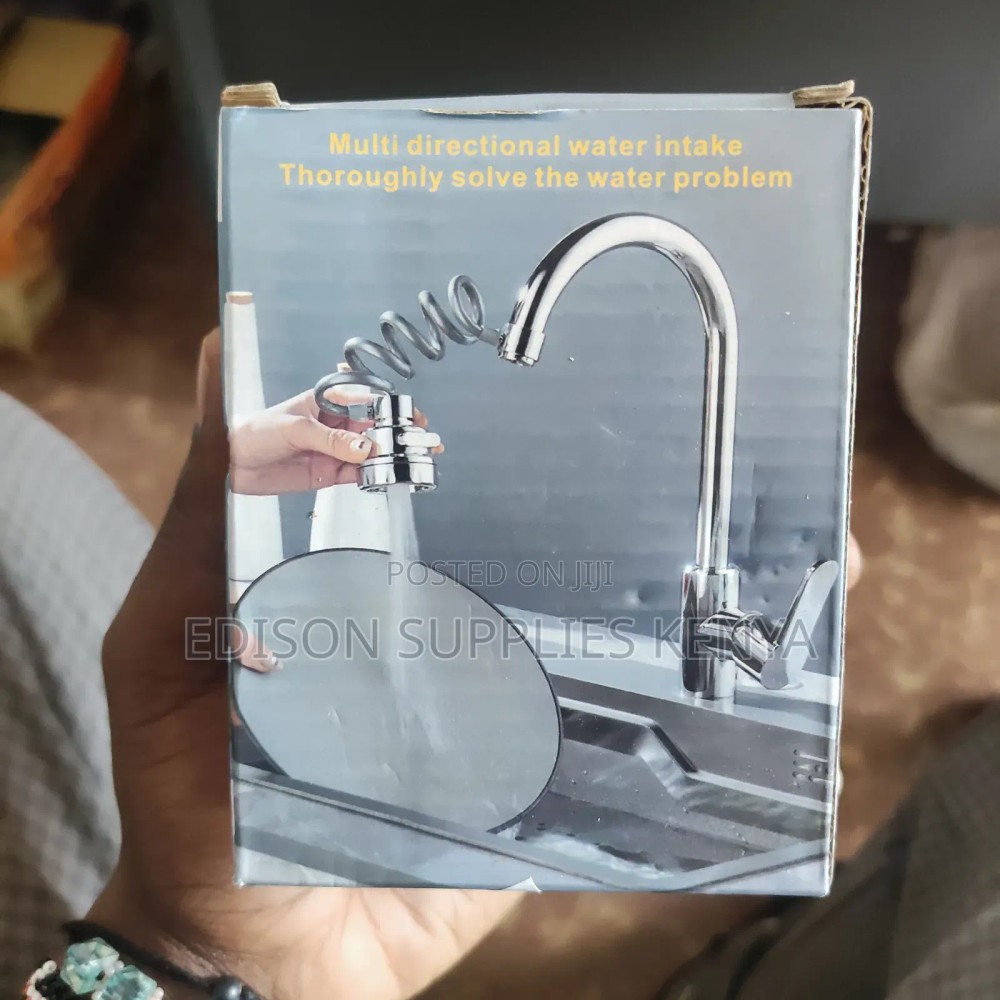 Multi directional water intake
Thoroughly solve the water problem
POSTED ON JIJI
EDISON SUPPLIES KENYA